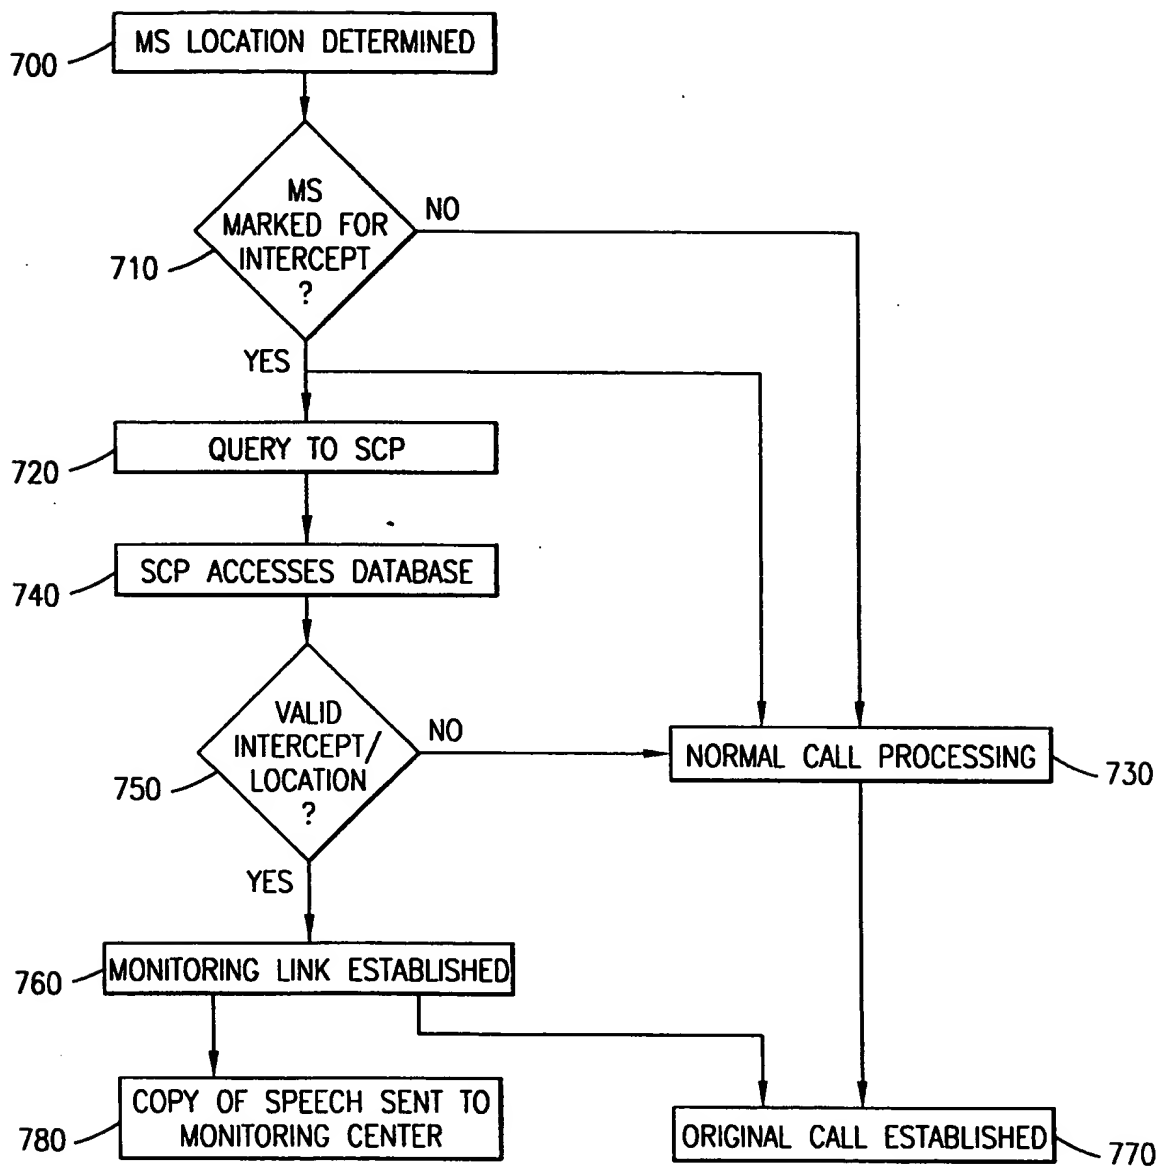 MS LOCATION DETERMINED
700
MS
MARKED FOR
INTERCEPT
?
NO
710
YES
QUERY TO SCP
720
SCP ACCESSES DATABASE
740
VALID
INTERCEPT/
LOCATION
?
NO
750
NORMAL CALL PROCESSING
730
YES
MONITORING LINK ESTABLISHED
760
COPY OF SPEECH SENT TO
MONITORING CENTER
780
ORIGINAL CALL ESTABLISHED
770